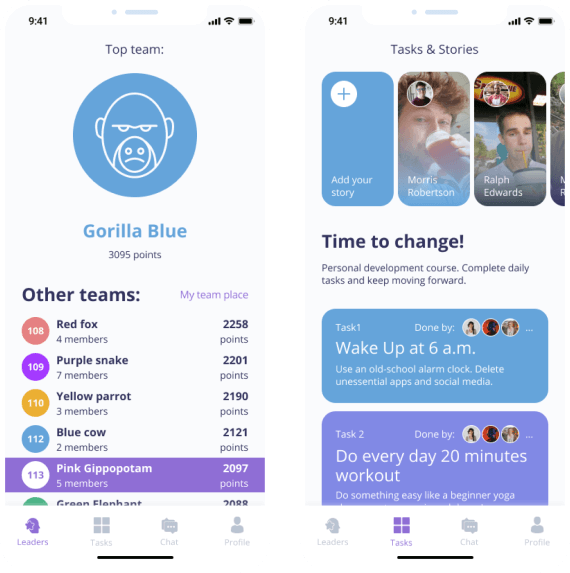 9:41
Top team:
Gorilla Blue
3095 points
Other teams:
My team place
108 Red fox 2258
4 members points
109 Purple snake 2201
7 members points
110 Yellow parrot 2190
3 members points
112 Blue cow 2121
2 members points
113 Pink Gippopotam 2097
5 members points
Green Elephant 2088
Leaders Tasks Chat Profile
9:41
Tasks & Stories
Add your
story
Morris
Robertson
Ralph
Edwards
M
R
Time to change!
Personal development course. Complete daily
tasks and keep moving forward.
Task1 Done by: ...
Wake Up at 6 a.m.
Use an old-school alarm clock. Delete
unessential apps and social media.
Task 2 Done by: ...
Do every day 20 minutes
workout
Do something easy like a beginner yoga
Leaders Tasks Chat Profile